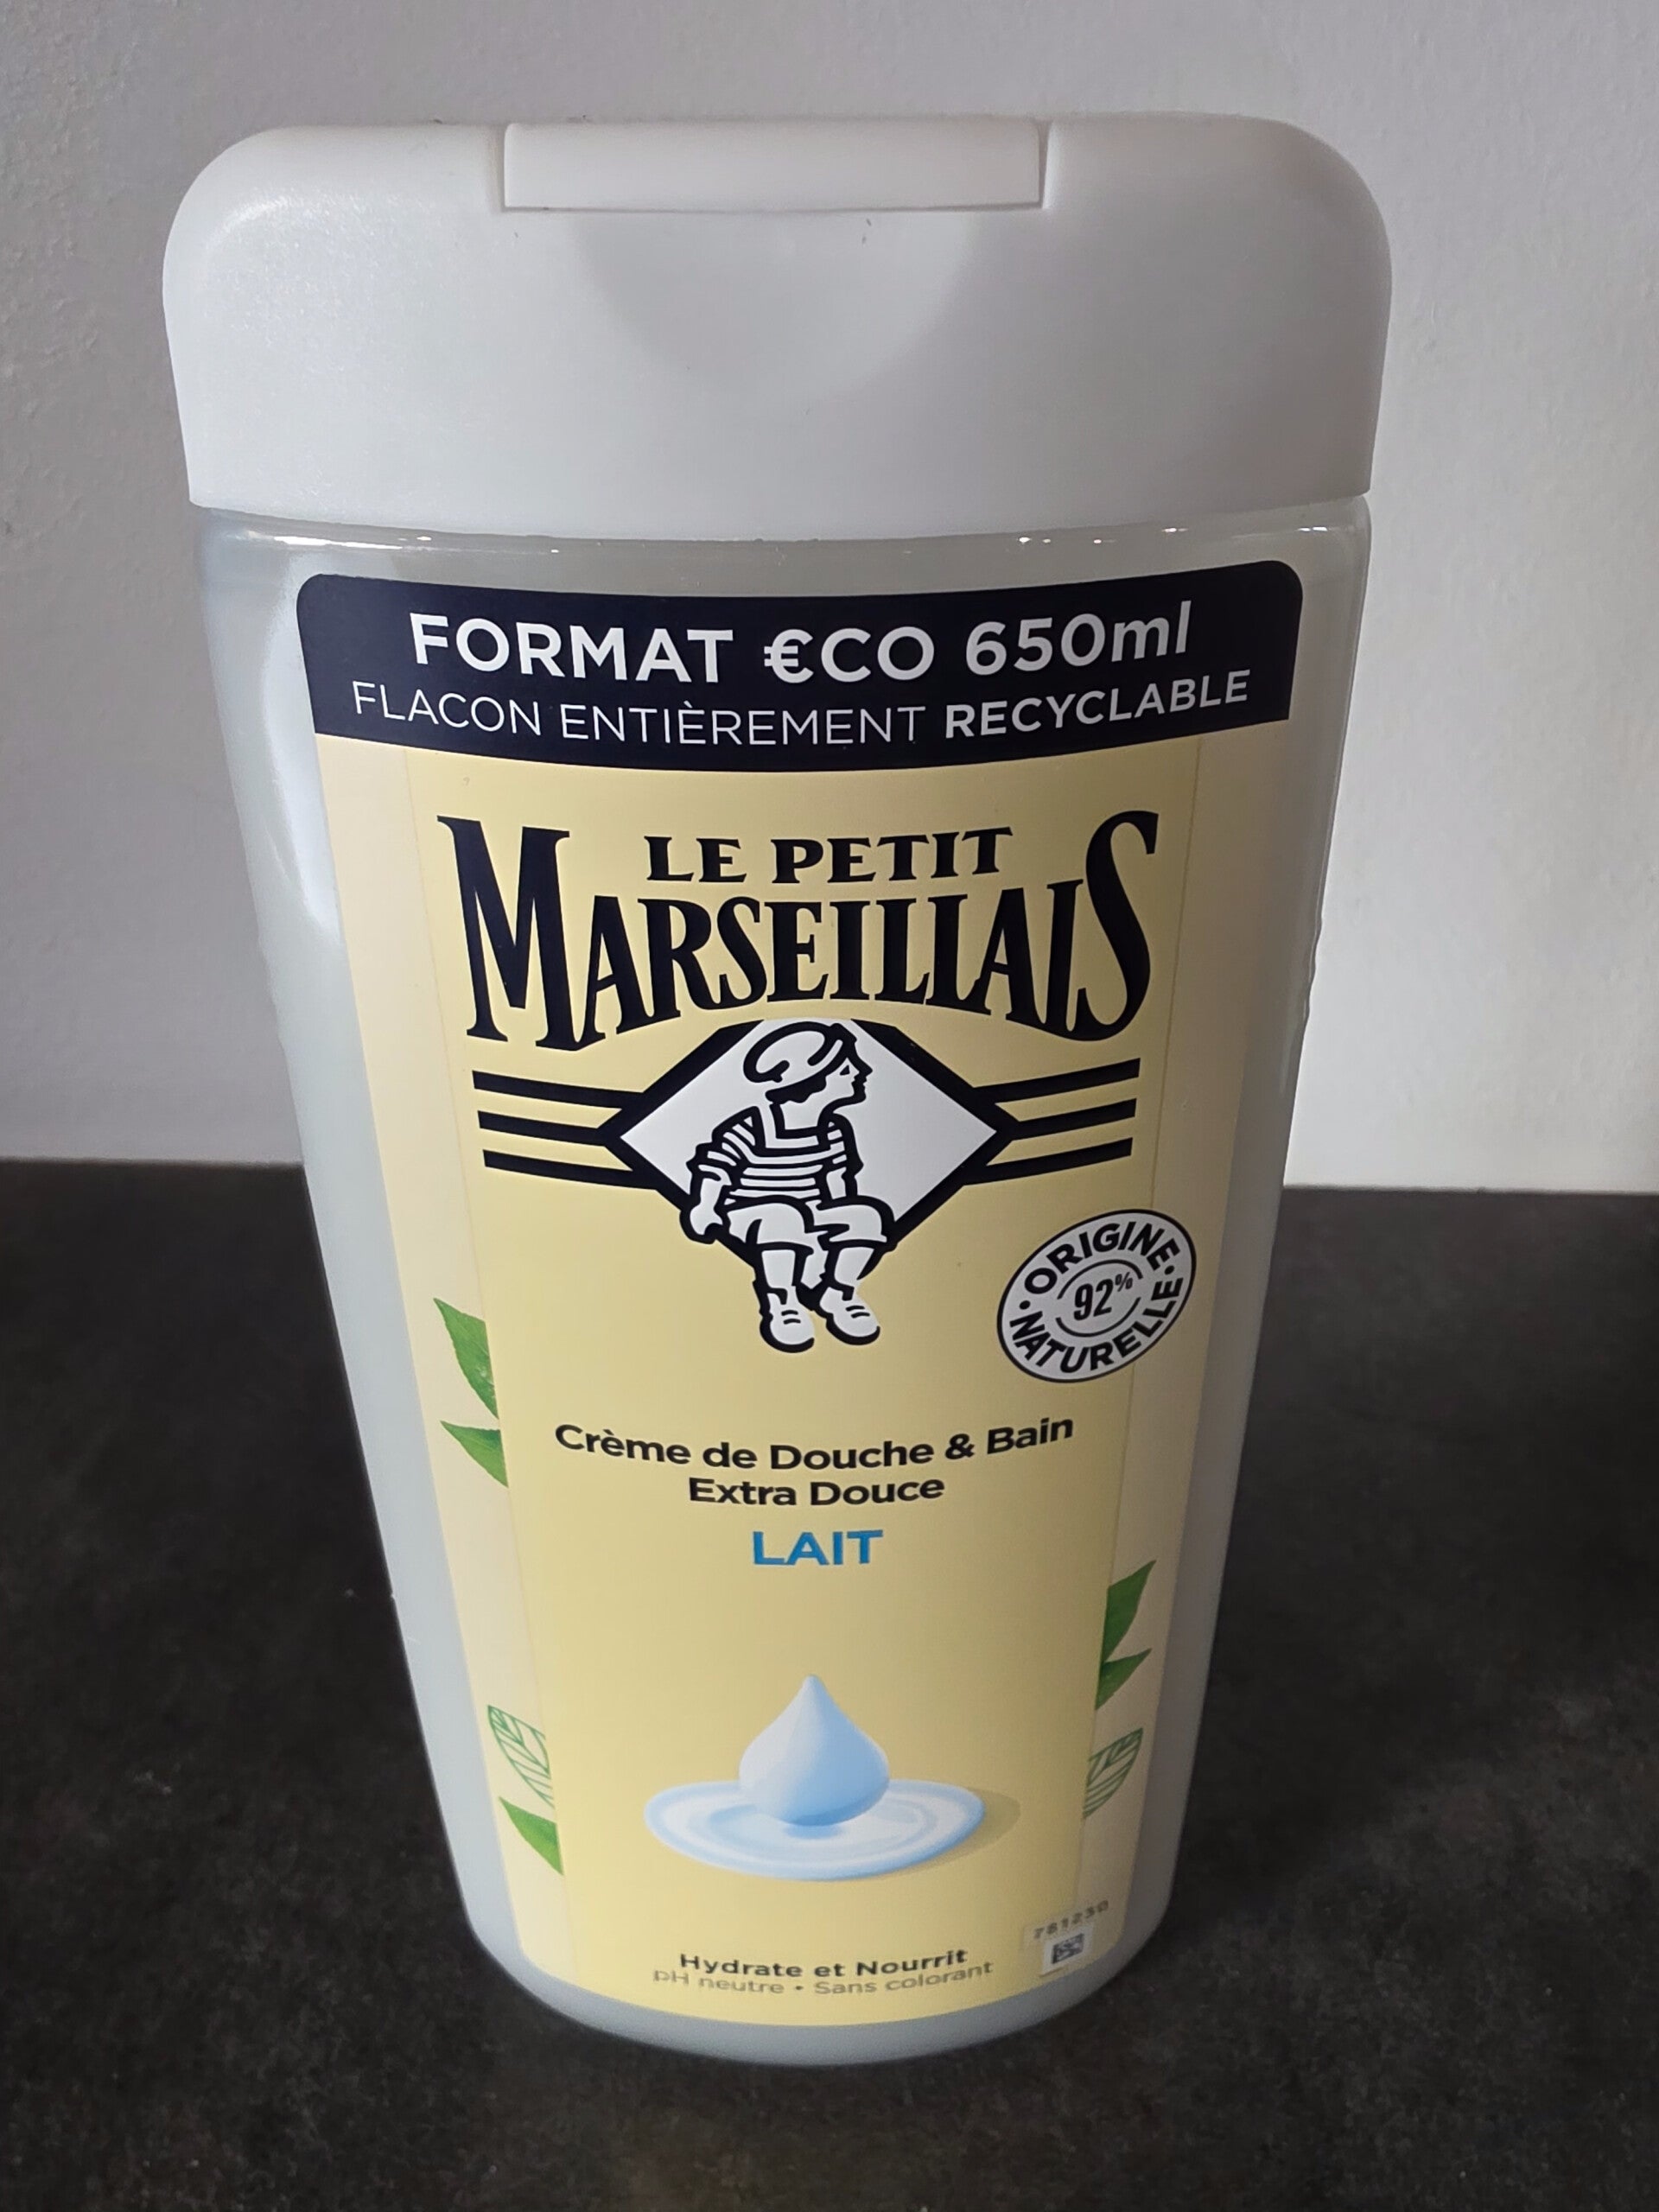 FORMAT €CO 650ml
FLACON ENTIÈREMENT RECYCLABLE
LE PETIT
MARSEILLAIS
ORIGINE
92%
NATURELLE
Crème de Douche & Bain
Extra Douce
LAIT
Hydrate et Nourrit
pH neutre • Sans colorant
781230